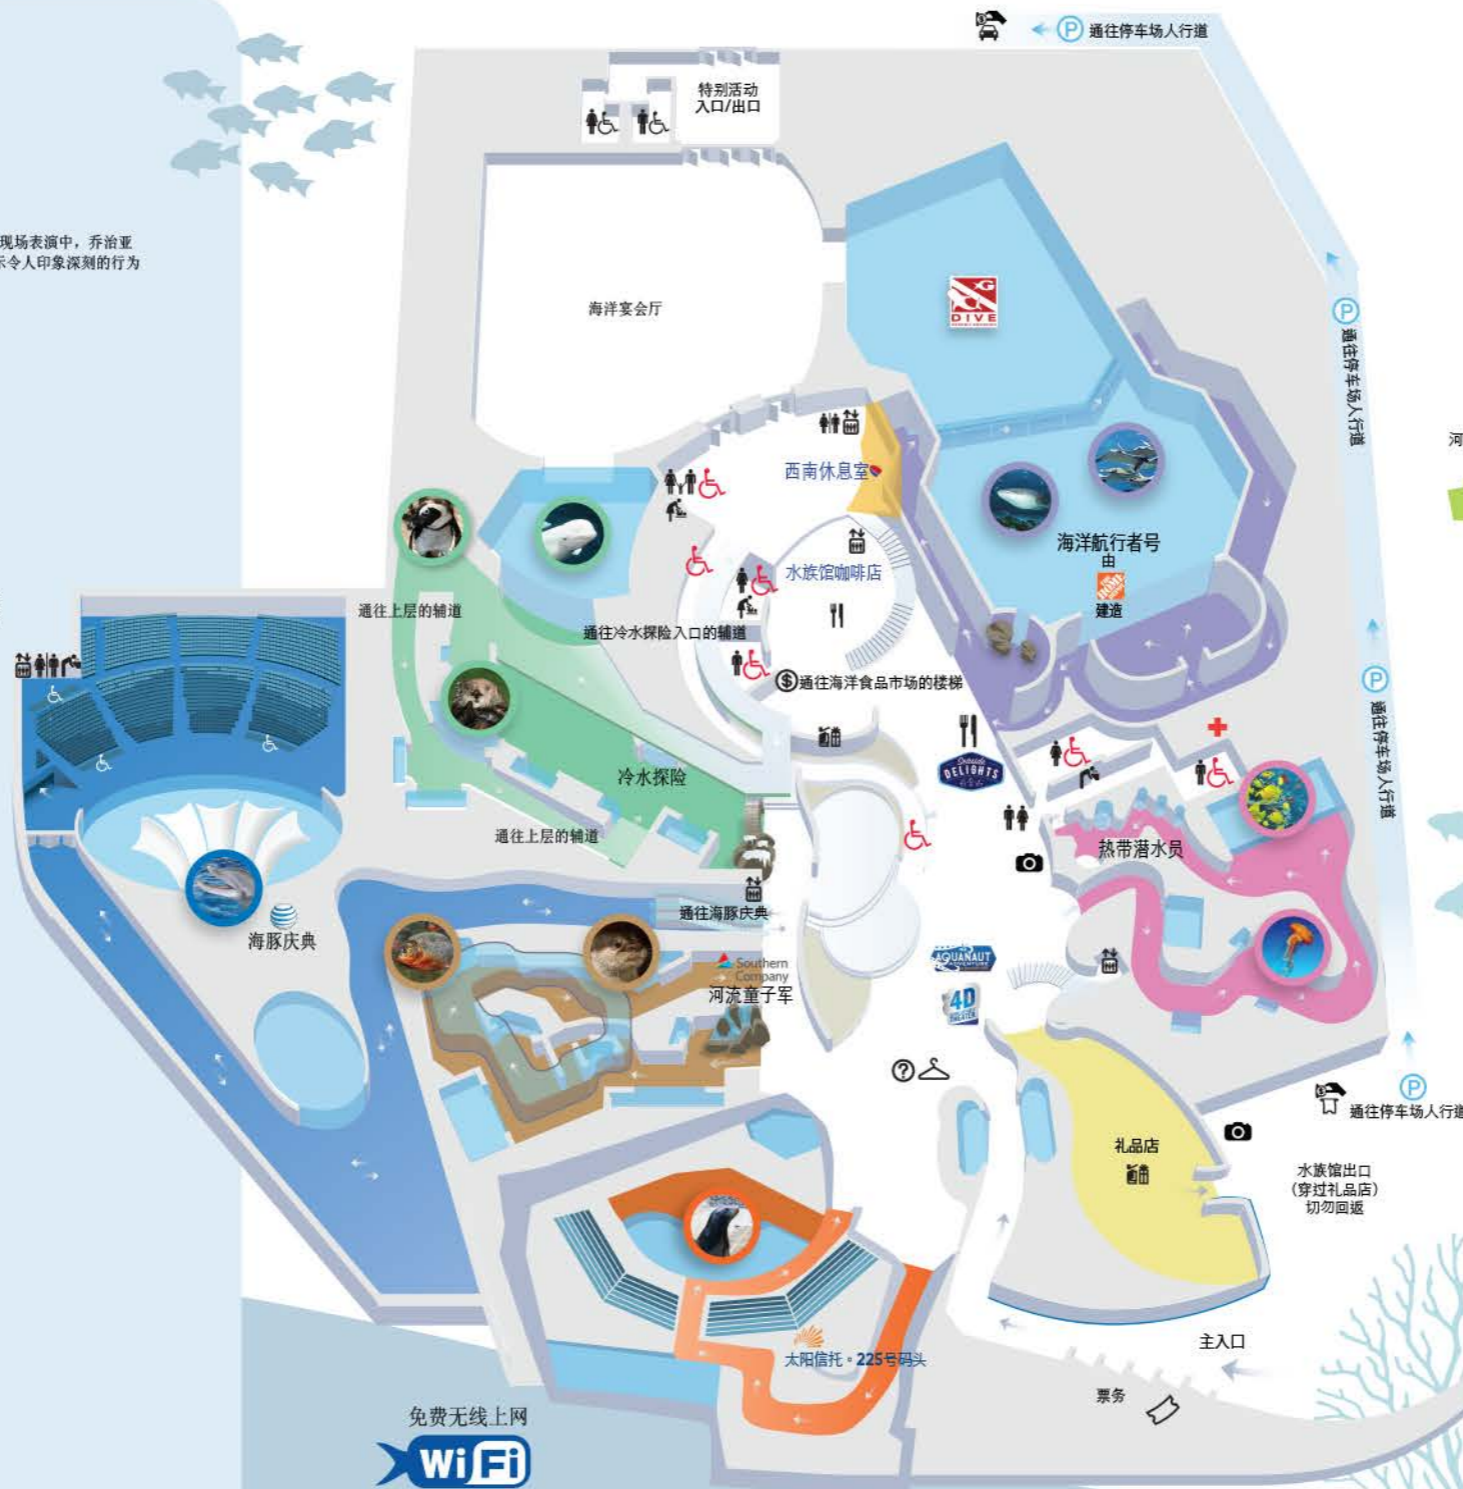 P 通往停车场人行道
特别活动
入口/出口
现场表演中，乔治亚
示令人印象深刻的行为
海洋宴会厅
DIVE
P 通往停车场人行道
河
西南休息室
海洋航行者号
由
THE HOME DEPOT
建造
水族馆咖啡店
通往上层的辅道
通往冷水探险入口的辅道
$ 通往海洋食品市场的楼梯
P 通往停车场人行道
冷水探险
Seaside
DELIGHTS
通往上层的辅道
热带潜水员
通往海豚庆典
海豚庆典
Southern
Company
河流童子军
AQUANAUT
ADVENTURE
4D
THEATER
?
P
通往停车场人行道
礼品店
水族馆出口
（穿过礼品店）
切勿回返
主入口
太阳信托 • 225号码头
票务
免费无线上网
WiFi